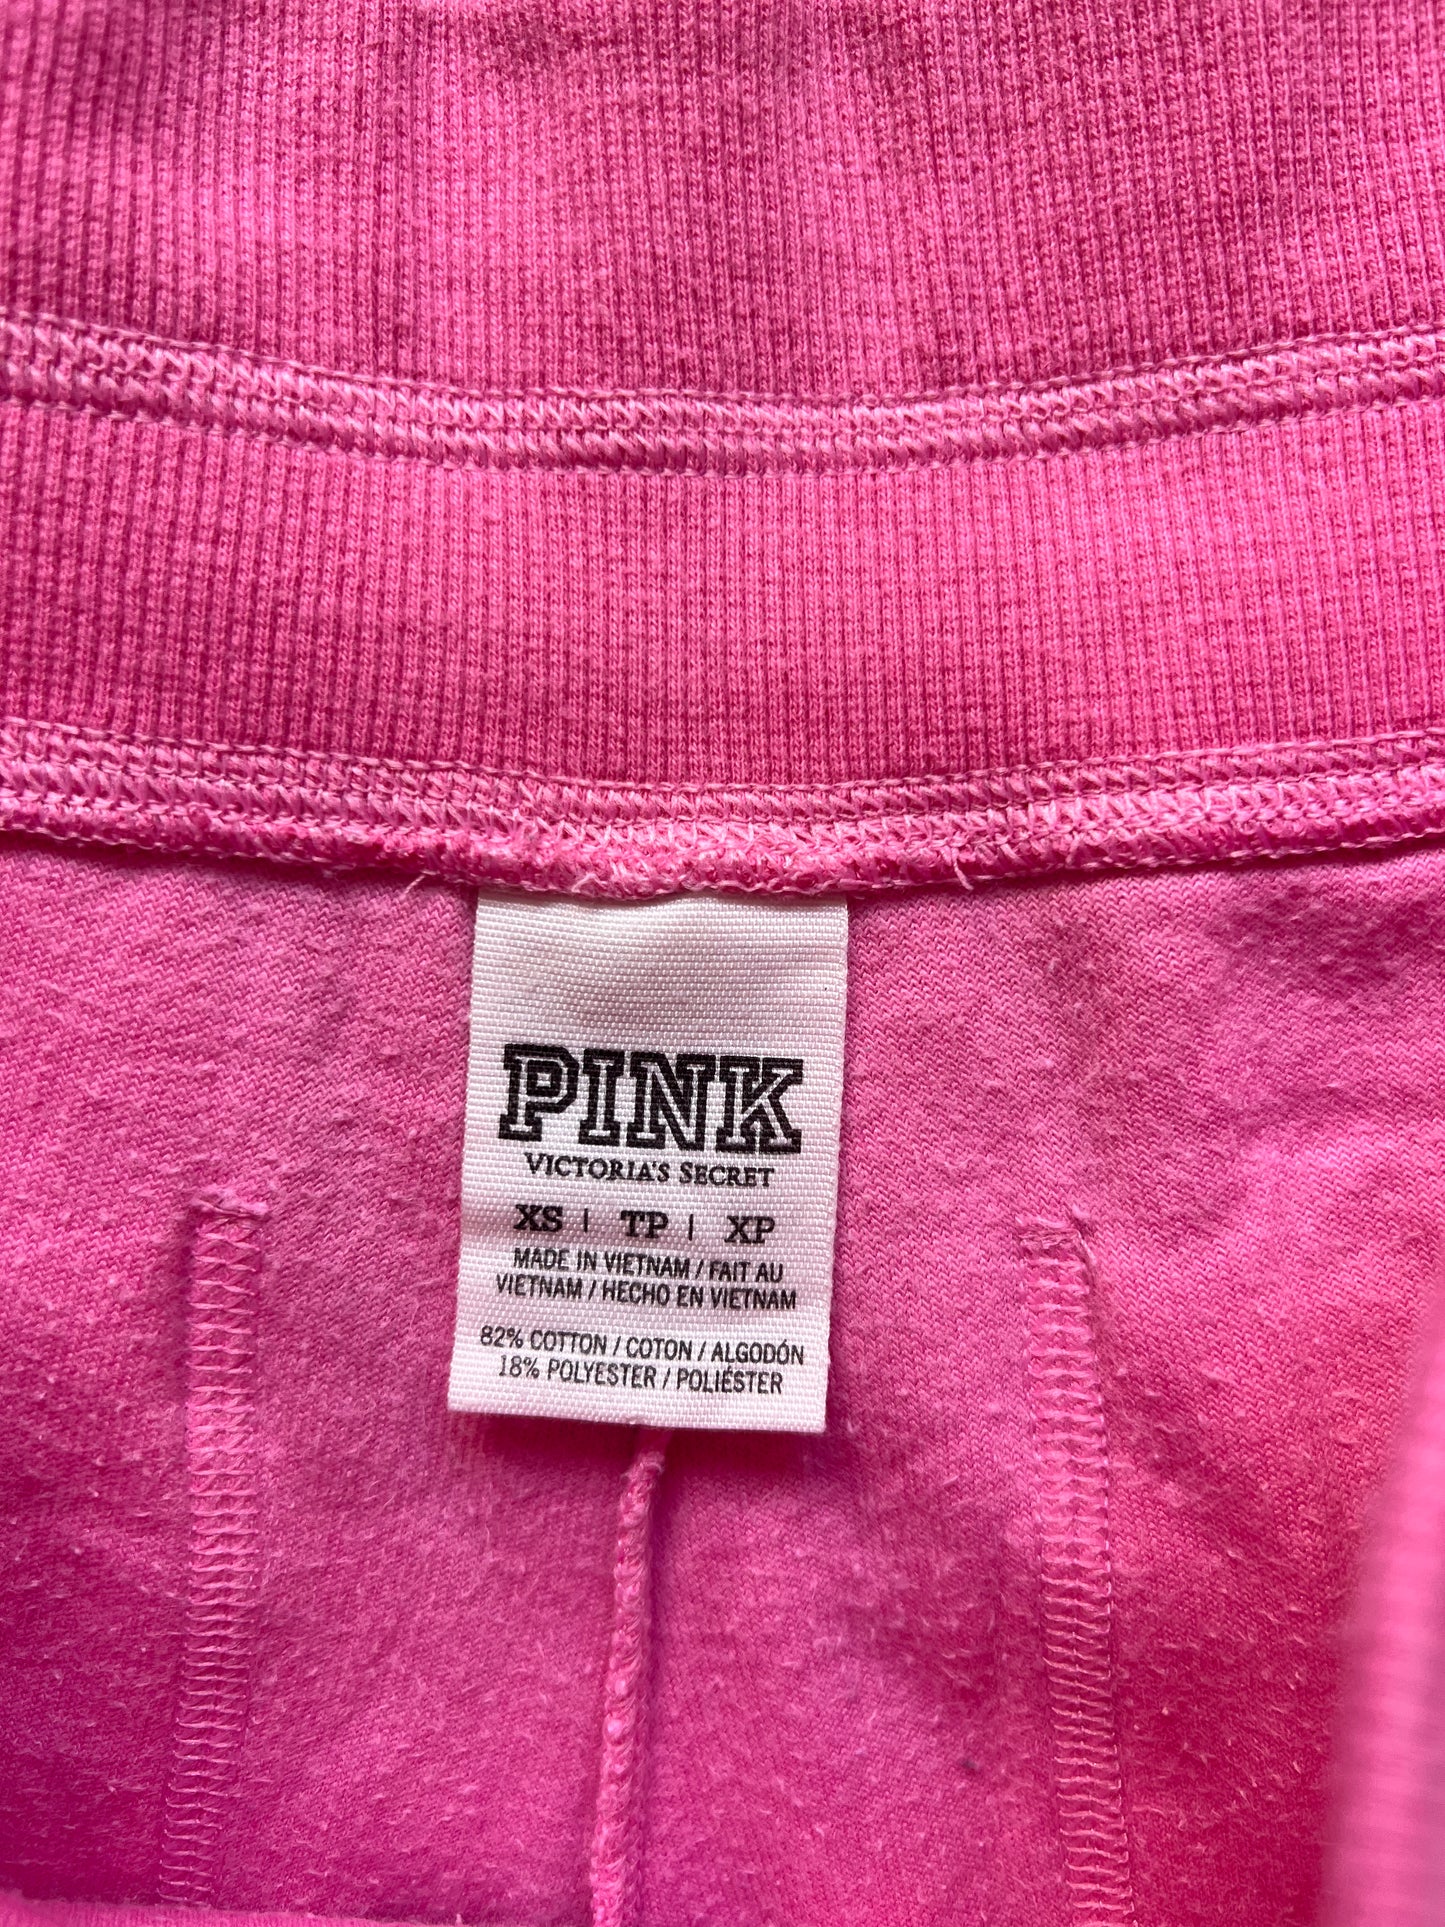 PINK
VICTORIA'S SECRET
XS | TP | XP
MADE IN VIETNAM / FAIT AU
VIETNAM / HECHO EN VIETNAM
82% COTTON / COTON / ALGODÓN
18% POLYESTER / POLIÉSTER